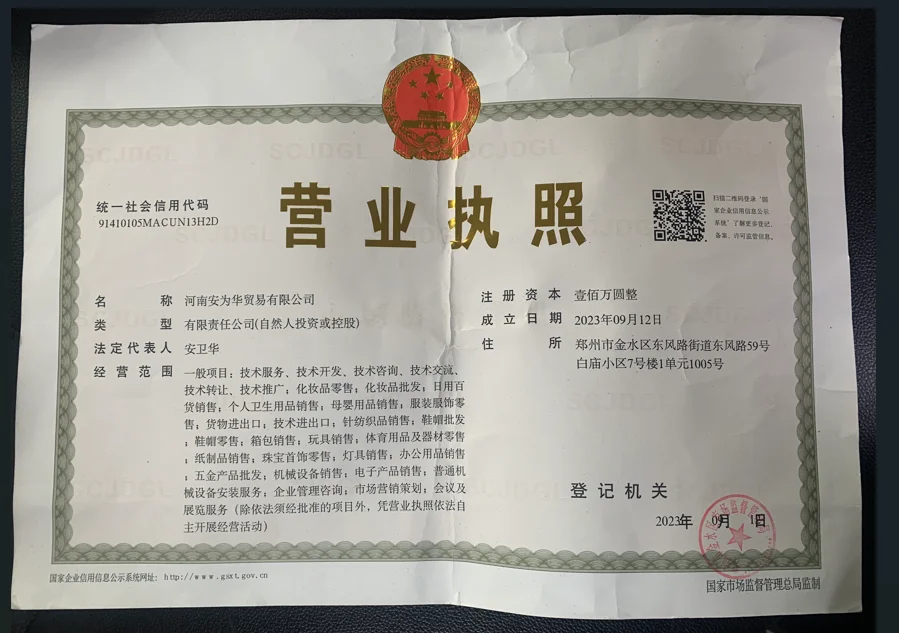 统一社会信用代码
91410105MACUN13H2D
营业执照
扫描二维码登录‘国
家企业信用信息公示
系统’了解更多登记、
备案、许可监管信息。
名 称 河南安为华贸易有限公司
类 型 有限责任公司(自然人投资或控股)
法定代表人 安卫华
经营范围 一般项目：技术服务、技术开发、技术咨询、技术交流、
技术转让、技术推广；化妆品零售；化妆品批发；日用百
货销售；个人卫生用品销售；母婴用品销售；服装服饰零
售；货物进出口；技术进出口；针纺织品销售；鞋帽批发
；鞋帽零售；箱包销售；玩具销售；体育用品及器材零售
；纸制品销售；珠宝首饰零售；灯具销售；办公用品销售
；五金产品批发；机械设备销售；电子产品销售；普通机
械设备安装服务；企业管理咨询；市场营销策划；会议及
展览服务（除依法须经批准的项目外，凭营业执照依法自
主开展经营活动）
注册资本 壹佰万圆整
成立日期 2023年09月12日
住 所 郑州市金水区东风路街道东风路59号
白庙小区7号楼1单元1005号
登记机关
2023年 月 日
国家企业信用信息公示系统网址：http://www.gsxt.gov.cn
国家市场监督管理总局监制
SCJDGL